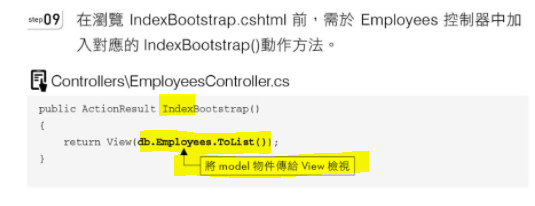 step09 在瀏覽 IndexBootstrap.cshtml 前，需於 Employees 控制器中加
入對應的 IndexBootstrap()動作方法。
Controllers\EmployeesController.cs
public ActionResult IndexBootstrap()
{
return View(db.Employees.ToList());
}
將 model 物件傳給 View 檢視